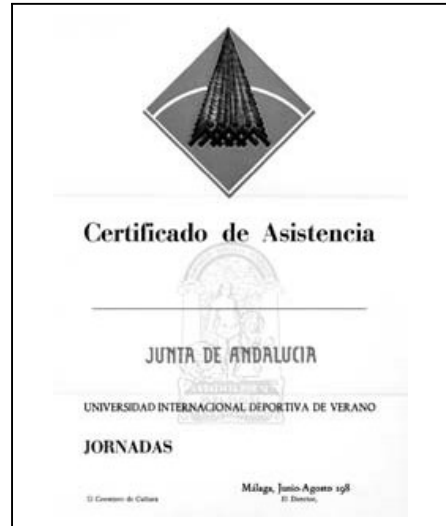 Certificado de Asistencia
JUNTA DE ANDALUCIA
UNIVERSIDAD INTERNACIONAL DEPORTIVA DE VERANO
JORNADAS
Málaga, Junio-Agosto 198
El Consejero de Cultura
El Director,